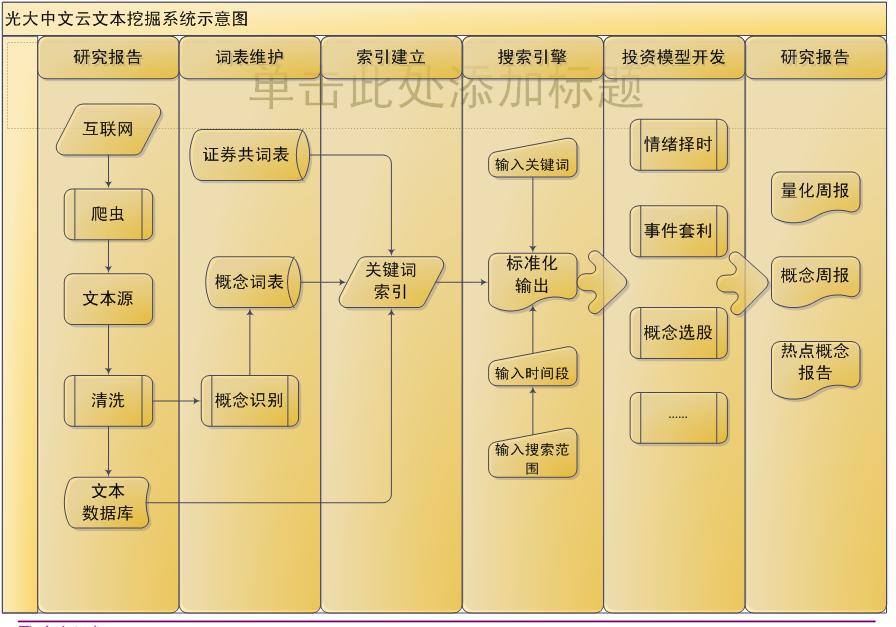 光大中文云文本挖掘系统示意图
研究报告
词表维护
索引建立
搜索引擎
投资模型开发
研究报告
单击此处添加标题
互联网
爬虫
文本源
清洗
文本
数据库
证券共词表
概念词表
概念识别
关键词
索引
输入关键词
标准化
输出
输入时间段
输入搜索范
围
情绪择时
事件套利
概念选股
......
量化周报
概念周报
热点概念
报告